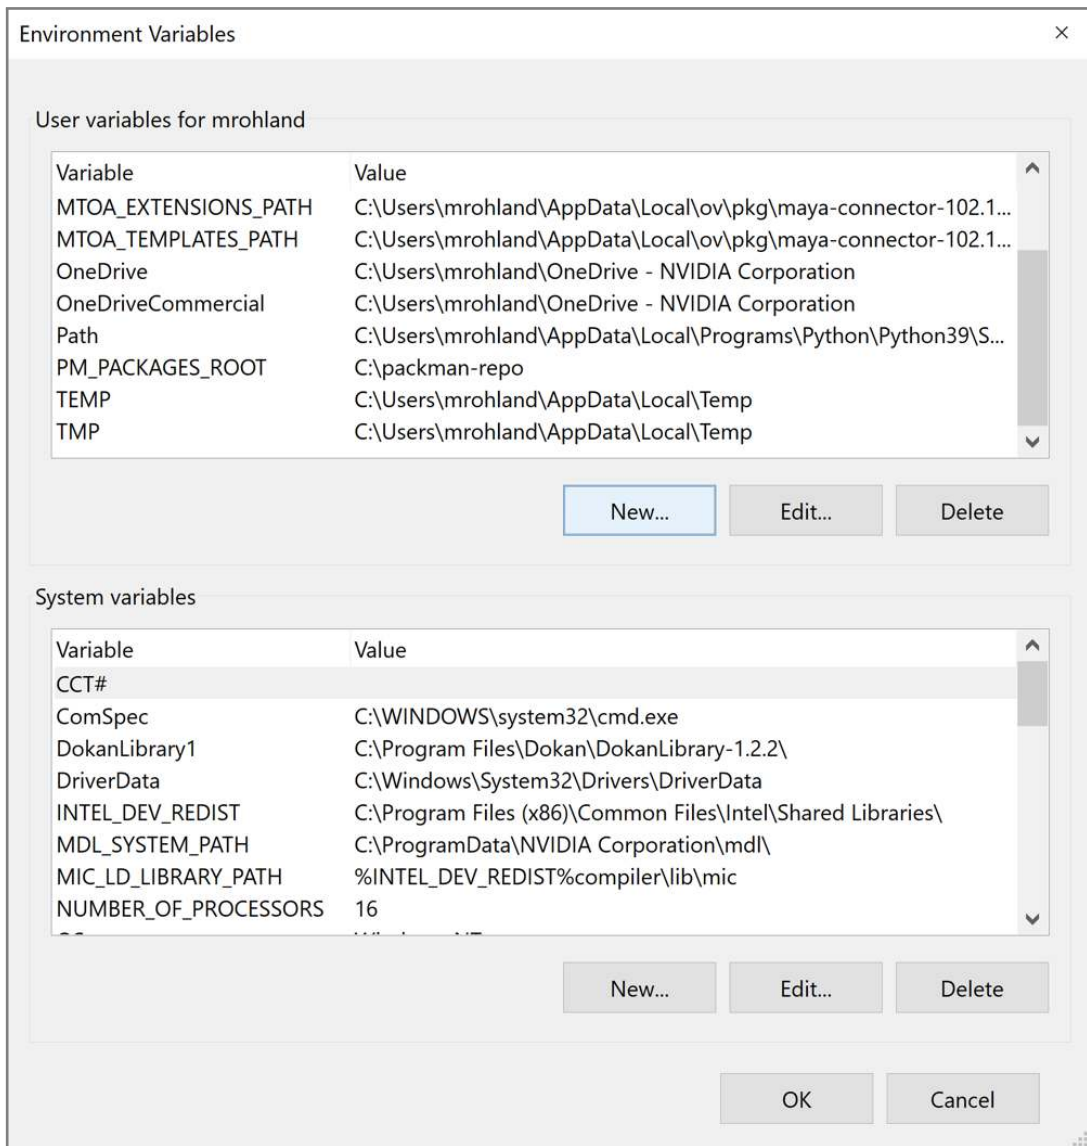 Environment Variables
User variables for mrohland
Variable Value
MTOA_EXTENSIONS_PATH C:\Users\mrohland\AppData\Local\ov\pkg\maya-connector-102.1...
MTOA_TEMPLATES_PATH C:\Users\mrohland\AppData\Local\ov\pkg\maya-connector-102.1...
OneDrive C:\Users\mrohland\OneDrive - NVIDIA Corporation
OneDriveCommercial C:\Users\mrohland\OneDrive - NVIDIA Corporation
Path C:\Users\mrohland\AppData\Local\Programs\Python\Python39\S...
PM_PACKAGES_ROOT C:\packman-repo
TEMP C:\Users\mrohland\AppData\Local\Temp
TMP C:\Users\mrohland\AppData\Local\Temp
New... Edit... Delete
System variables
Variable Value
CCT#
ComSpec C:\WINDOWS\system32\cmd.exe
DokanLibrary1 C:\Program Files\Dokan\DokanLibrary-1.2.2\
DriverData C:\Windows\System32\Drivers\DriverData
INTEL_DEV_REDIST C:\Program Files (x86)\Common Files\Intel\Shared Libraries\
MDL_SYSTEM_PATH C:\ProgramData\NVIDIA Corporation\mdl\
MIC_LD_LIBRARY_PATH %INTEL_DEV_REDIST%compiler\lib\mic
NUMBER_OF_PROCESSORS 16
New... Edit... Delete
OK Cancel